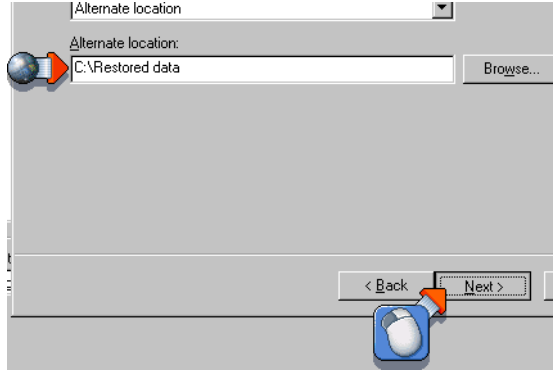 Alternate location
Alternate location:
C:\Restored data
Browse...
< Back
Next >